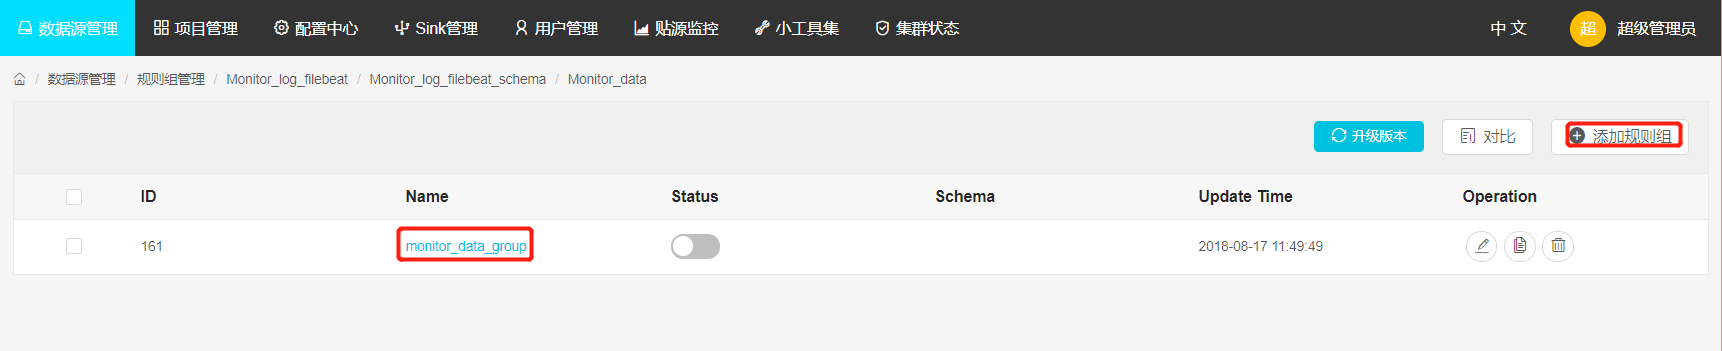 数据源管理 项目管理 配置中心 Sink管理 用户管理 贴源监控 小工具集 集群状态 中文 超 超级管理员
/ 数据源管理 / 规则组管理 / Monitor_log_filebeat / Monitor_log_filebeat_schema / Monitor_data
升级版本 对比 添加规则组
ID Name Status Schema Update Time Operation
161 monitor_data_group 2018-08-17 11:49:49